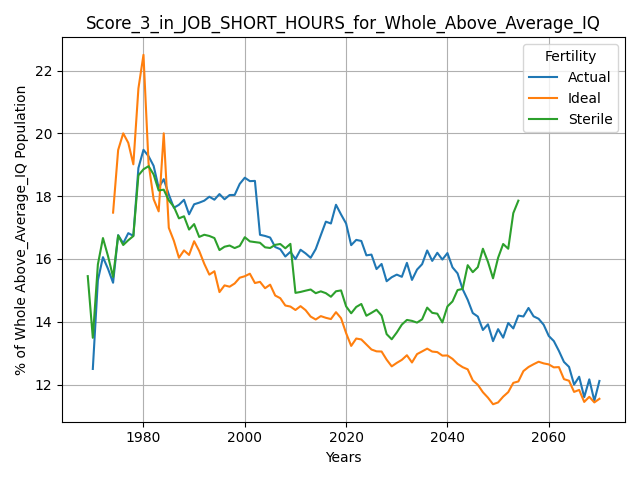 Score_3_in_JOB_SHORT_HOURS_for_Whole_Above_Average_IQ
% of Whole Above_Average_IQ Population
22
20
18
16
14
12
Fertility
Actual
Ideal
Sterile
1980 2000 2020 2040 2060
Years